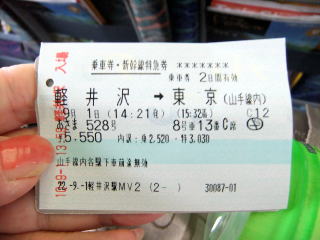 乗車券・新幹線特急券 *******
乗車券 2日間有効
軽井沢 → 東京 (山手線内)
9月 1日 (14:21発) (15:32着) C12
あさま 528号 8号車13番C席
¥5,550 内訳:乗2,520・特3,030
山手線内各駅下車前途無効
22.-9.-1軽井沢駅MV2 (2-) 30087-01
入場